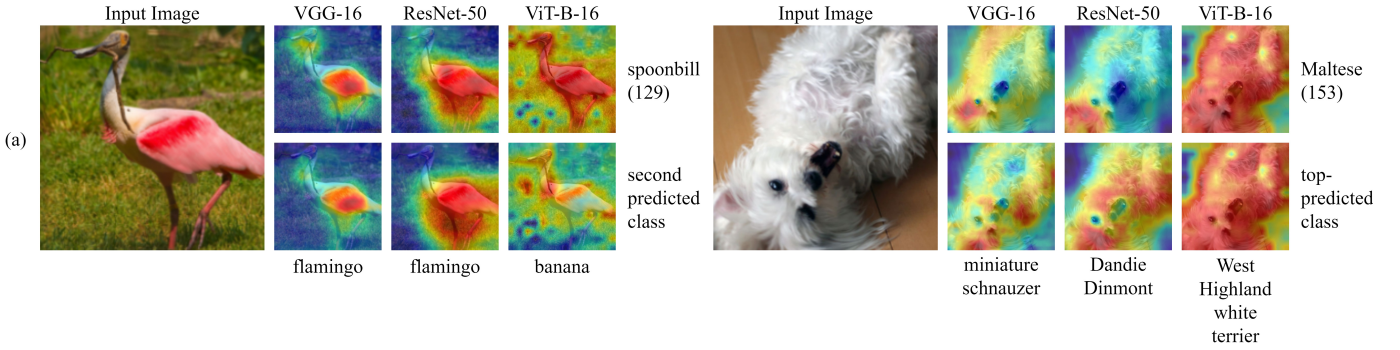 Input Image
VGG-16
ResNet-50
ViT-B-16
spoonbill
(129)
(a)
second
predicted
class
flamingo
flamingo
banana
Input Image
VGG-16
ResNet-50
ViT-B-16
Maltese
(153)
top-
predicted
class
miniature
schnauzer
Dandie
Dinmont
West
Highland
white
terrier